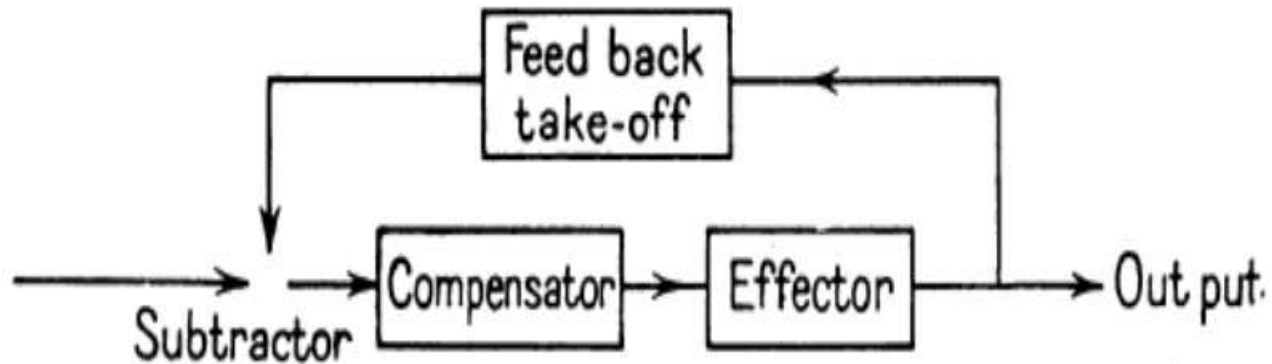 Feed back
take-off
Compensator
Effector
Out put.
Subtractor